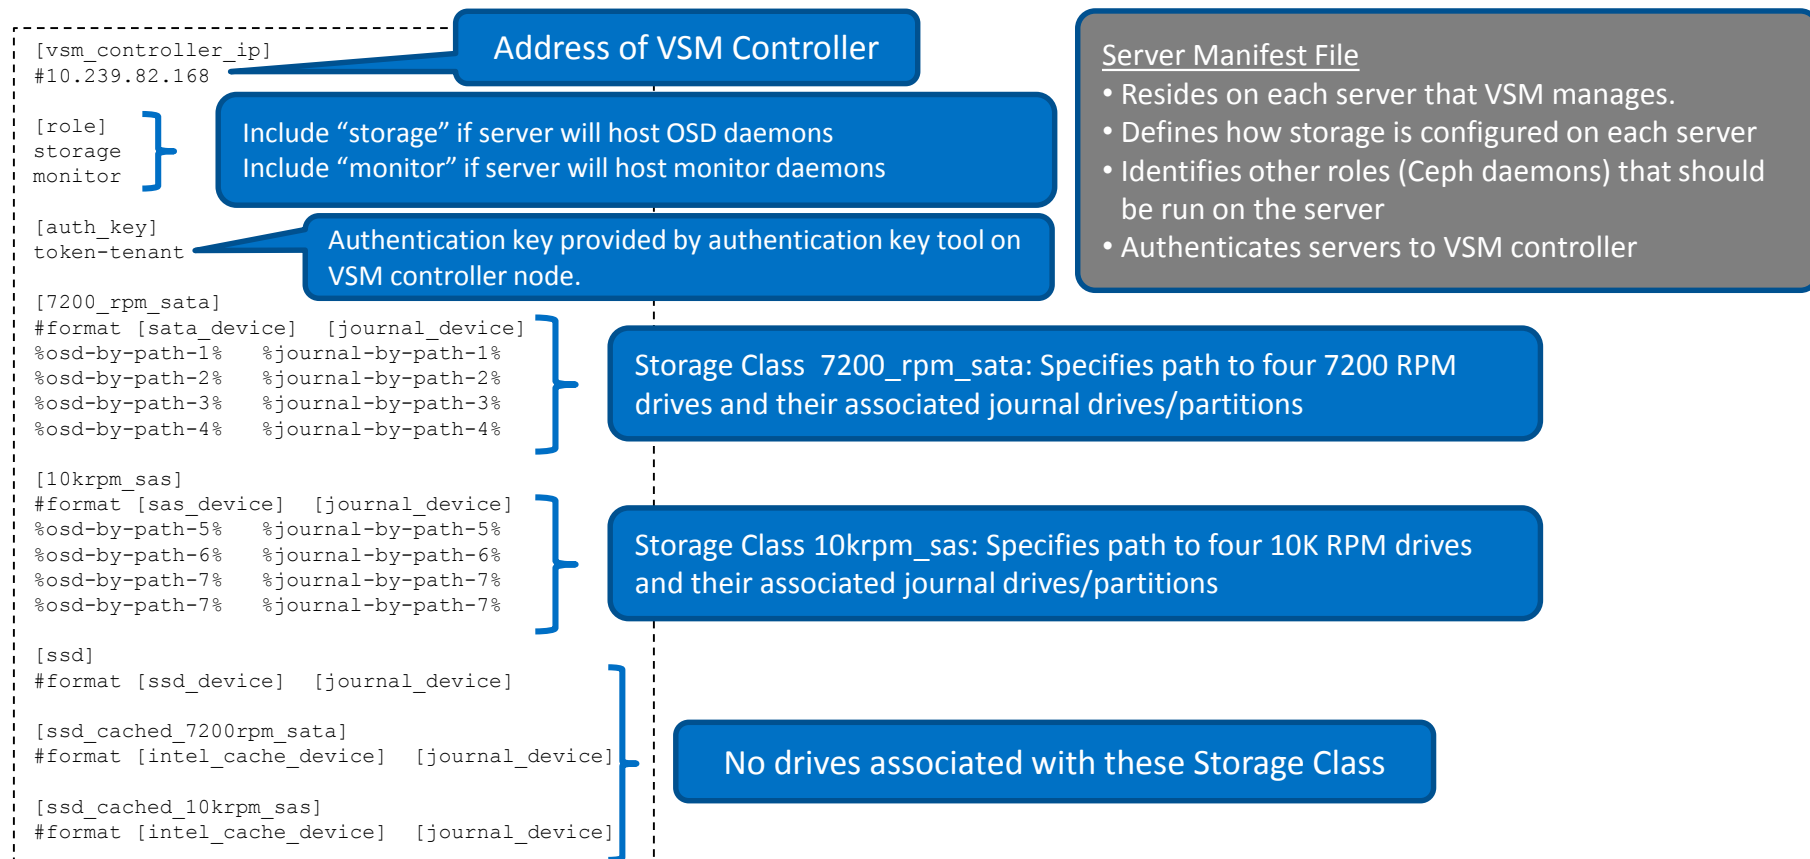 [vsm_controller_ip]
#10.239.82.168
Address of VSM Controller
[role]
storage
monitor
Include “storage” if server will host OSD daemons
Include “monitor” if server will host monitor daemons
[auth_key]
token-tenant
Authentication key provided by authentication key tool on
VSM controller node.
Server Manifest File
• Resides on each server that VSM manages.
• Defines how storage is configured on each server
• Identifies other roles (Ceph daemons) that should
be run on the server
• Authenticates servers to VSM controller
[7200_rpm_sata]
#format [sata_device]  [journal_device]
%osd-by-path-1%   %journal-by-path-1%
%osd-by-path-2%   %journal-by-path-2%
%osd-by-path-3%   %journal-by-path-3%
%osd-by-path-4%   %journal-by-path-4%
Storage Class  7200_rpm_sata: Specifies path to four 7200 RPM
drives and their associated journal drives/partitions
[10krpm_sas]
#format [sas_device]  [journal_device]
%osd-by-path-5%   %journal-by-path-5%
%osd-by-path-6%   %journal-by-path-6%
%osd-by-path-7%   %journal-by-path-7%
%osd-by-path-7%   %journal-by-path-7%
Storage Class 10krpm_sas: Specifies path to four 10K RPM drives
and their associated journal drives/partitions
[ssd]
#format [ssd_device]  [journal_device]
[ssd_cached_7200rpm_sata]
#format [intel_cache_device]  [journal_device]
[ssd_cached_10krpm_sas]
#format [intel_cache_device]  [journal_device]
No drives associated with these Storage Class